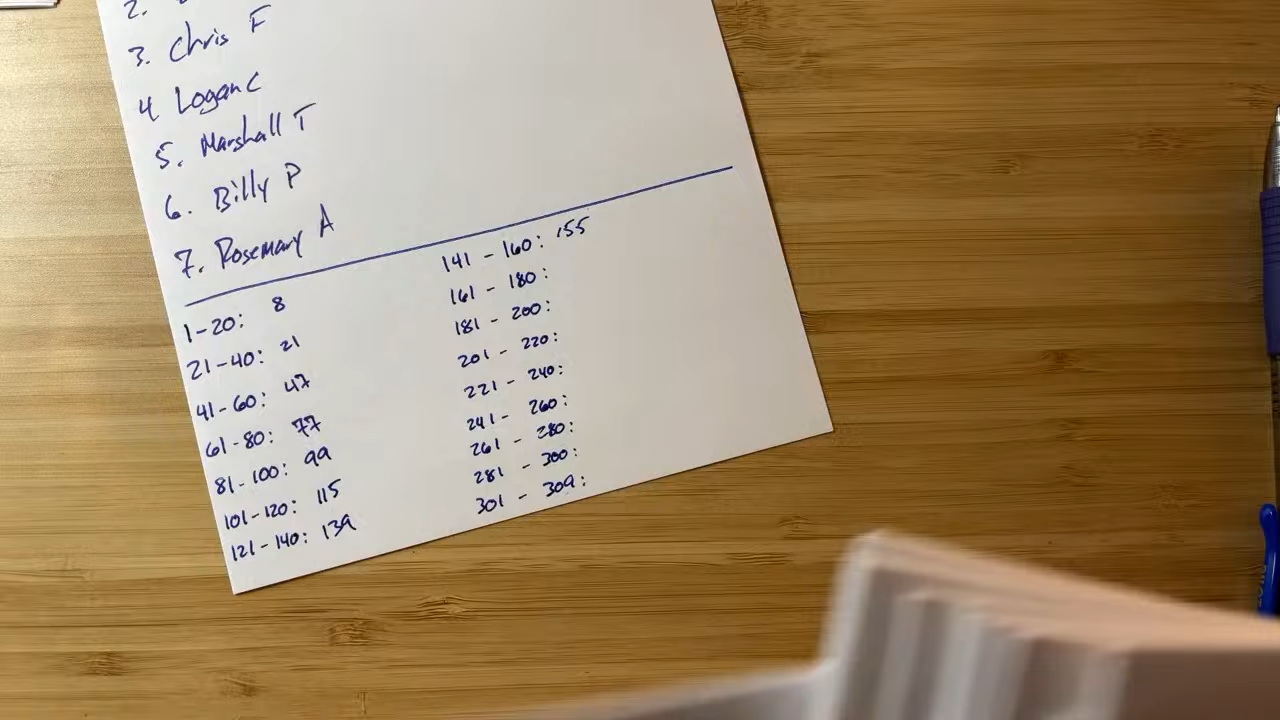 2.
3. Chris F
4 Logan C
5. Marshall T
6. Billy P
7. Rosemary A
1-20: 8
21-40: 21
41-60: 47
61-80: 77
81-100: 99
101-120: 115
121-140: 139
141 - 160: 155
161 - 180:
181 - 200:
201 - 220:
221 - 240:
241 - 260:
261 - 280:
281 - 300:
301 - 309: